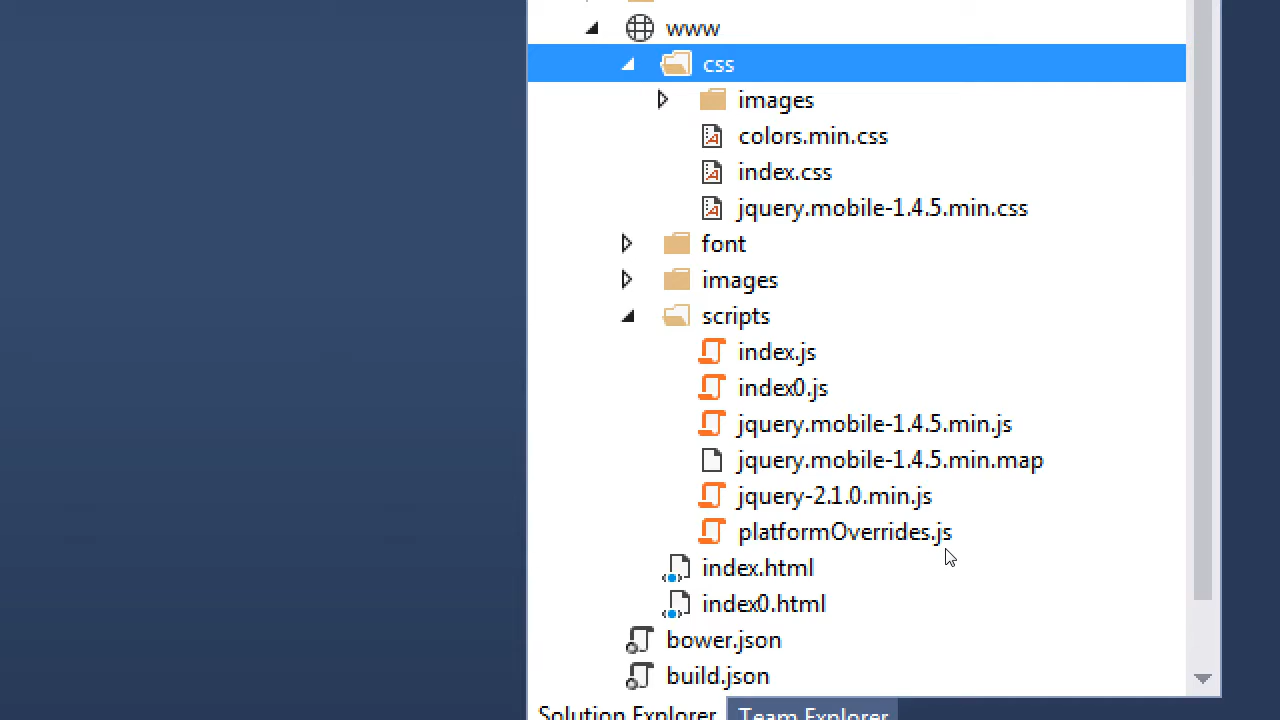 www
css
images
colors.min.css
index.css
jquery.mobile-1.4.5.min.css
font
images
scripts
index.js
index0.js
jquery.mobile-1.4.5.min.js
jquery.mobile-1.4.5.min.map
jquery-2.1.0.min.js
platformOverrides.js
index.html
index0.html
bower.json
build.json
Solution Explorer Team Explorer